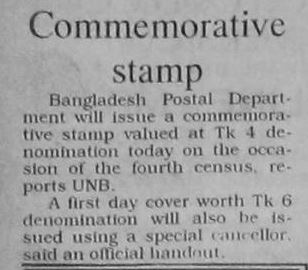 Commemorative
stamp
Bangladesh Postal Depart-
ment will issue a commemora-
tive stamp valued at Tk 4 de-
nomination today on the occa-
sion of the fourth census, re-
ports UNB.
A first day cover worth Tk 6
denomination will also be is-
sued using a special cancellor,
said an official handout.